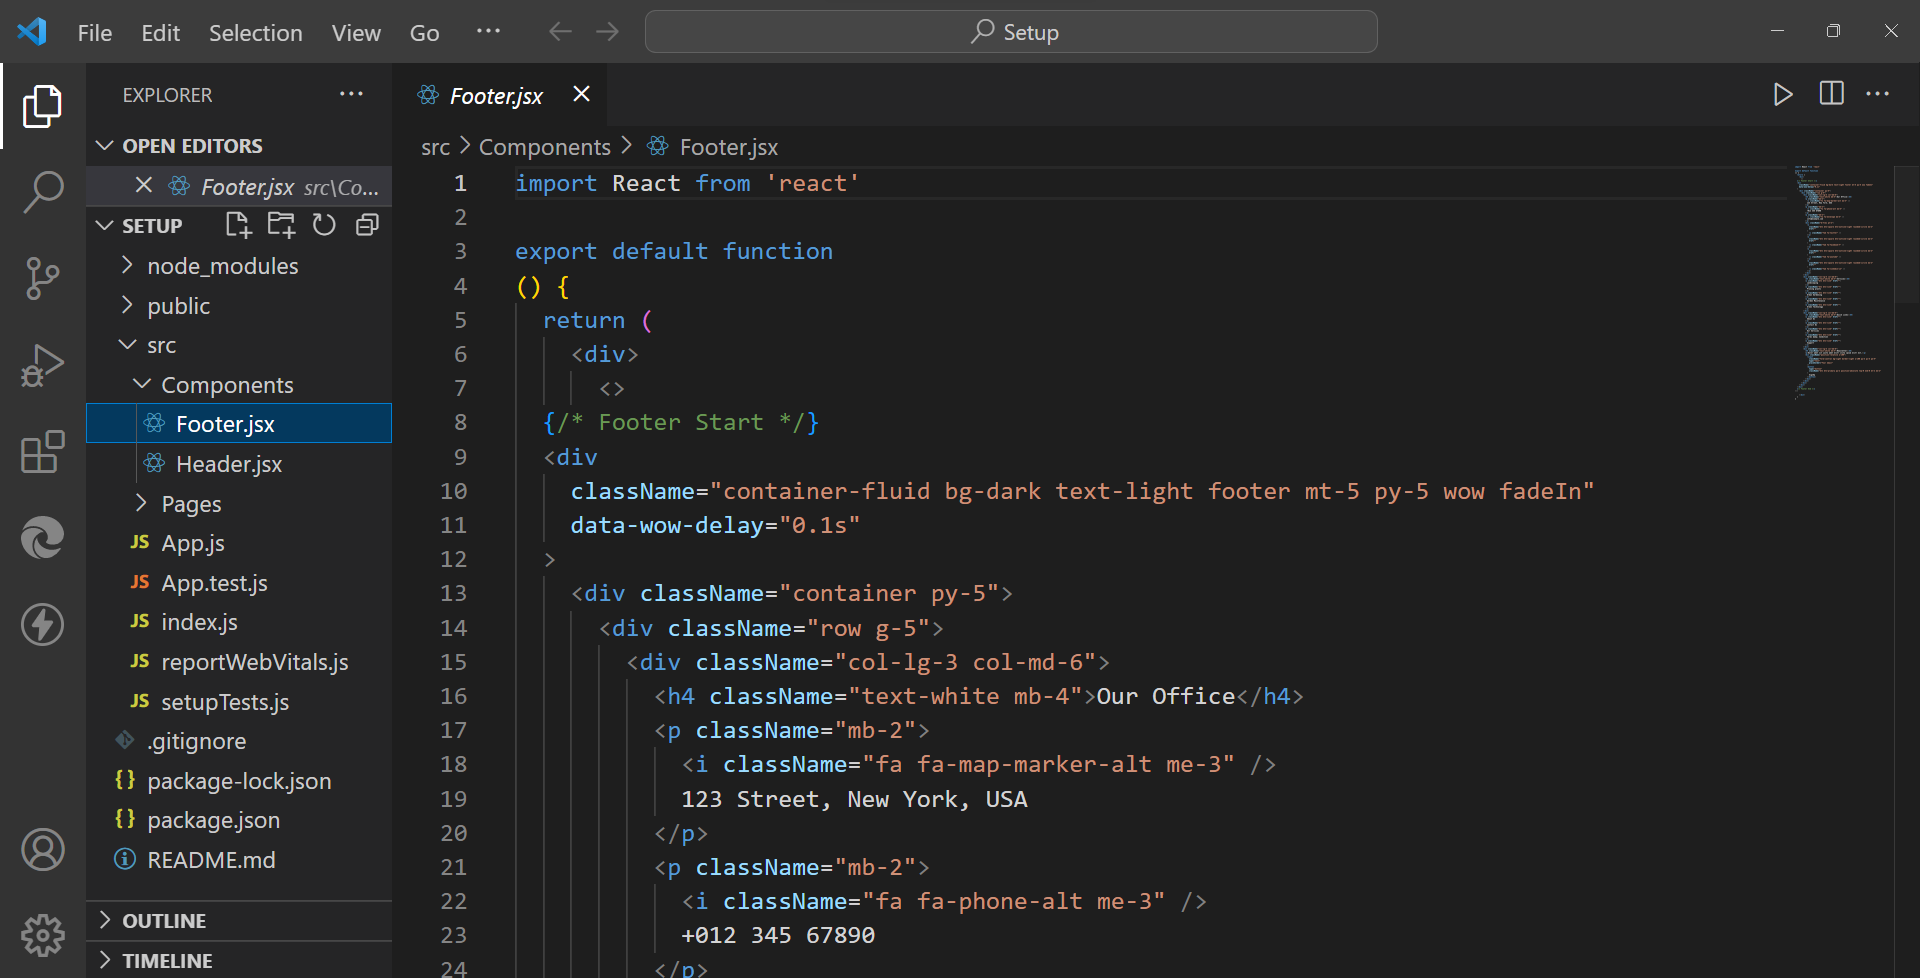 File Edit Selection View Go ··· Setup
EXPLORER ···
OPEN EDITORS
Footer.jsx src\Co...
SETUP
node_modules
public
src
Components
Footer.jsx
Header.jsx
Pages
JS App.js
JS App.test.js
JS index.js
JS reportWebVitals.js
JS setupTests.js
.gitignore
{} package-lock.json
{} package.json
README.md
OUTLINE
TIMELINE
Footer.jsx
src > Components > Footer.jsx
1 import React from 'react'
2
3 export default function
4 () {
5 return (
6 <div>
7 <>
8 {/* Footer Start */}
9 <div
10 className="container-fluid bg-dark text-light footer mt-5 py-5 wow fadeIn"
11 data-wow-delay="0.1s"
12 >
13 <div className="container py-5">
14 <div className="row g-5">
15 <div className="col-lg-3 col-md-6">
16 <h4 className="text-white mb-4">Our Office</h4>
17 <p className="mb-2">
18 <i className="fa fa-map-marker-alt me-3" />
19 123 Street, New York, USA
20 </p>
21 <p className="mb-2">
22 <i className="fa fa-phone-alt me-3" />
23 +012 345 67890
24 </p>